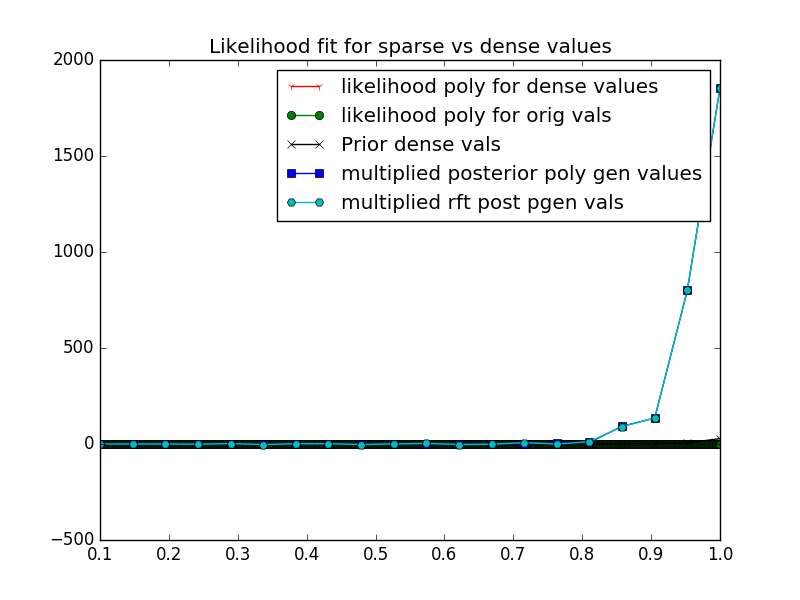 Likelihood fit for sparse vs dense values
2000
1500
1000
500
0
−500
likelihood poly for dense values
likelihood poly for orig vals
Prior dense vals
multiplied posterior poly gen values
multiplied rft post pgen vals
0.1 0.2 0.3 0.4 0.5 0.6 0.7 0.8 0.9 1.0